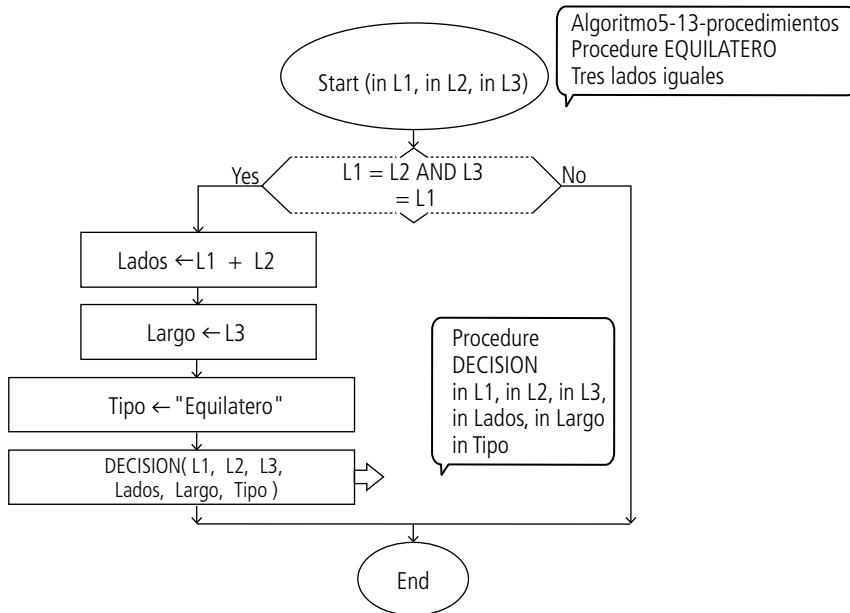 Algoritmo5-13-procedimientos
Procedure EQUILATERO
Tres lados iguales
Start (in L1, in L2, in L3)
L1 = L2 AND L3
= L1
Yes
No
Lados ←L1 + L2
Largo ← L3
Tipo ← "Equilatero"
DECISION( L1, L2, L3,
Lados, Largo, Tipo )
Procedure
DECISION
in L1, in L2, in L3,
in Lados, in Largo
in Tipo
End